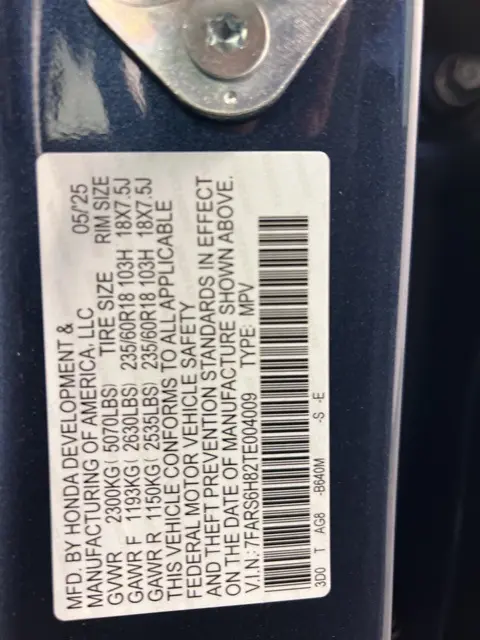 MFD. BY HONDA DEVELOPMENT &
MANUFACTURING OF AMERICA, LLC 05/25
GVWR 2300KG ( 5070LBS) TIRE SIZE RIM SIZE
GAWR F 1193KG ( 2630LBS) 235/60R18 103H 18X7.5J
GAWR R 1150KG ( 2535LBS) 235/60R18 103H 18X7.5J
THIS VEHICLE CONFORMS TO ALL APPLICABLE
FEDERAL MOTOR VEHICLE SAFETY
AND THEFT PREVENTION STANDARDS IN EFFECT
ON THE DATE OF MANUFACTURE SHOWN ABOVE.
V.I.N.: 7FARS6H82TE004009 TYPE: MPV
3D0 T AG8 -B640M -S -E